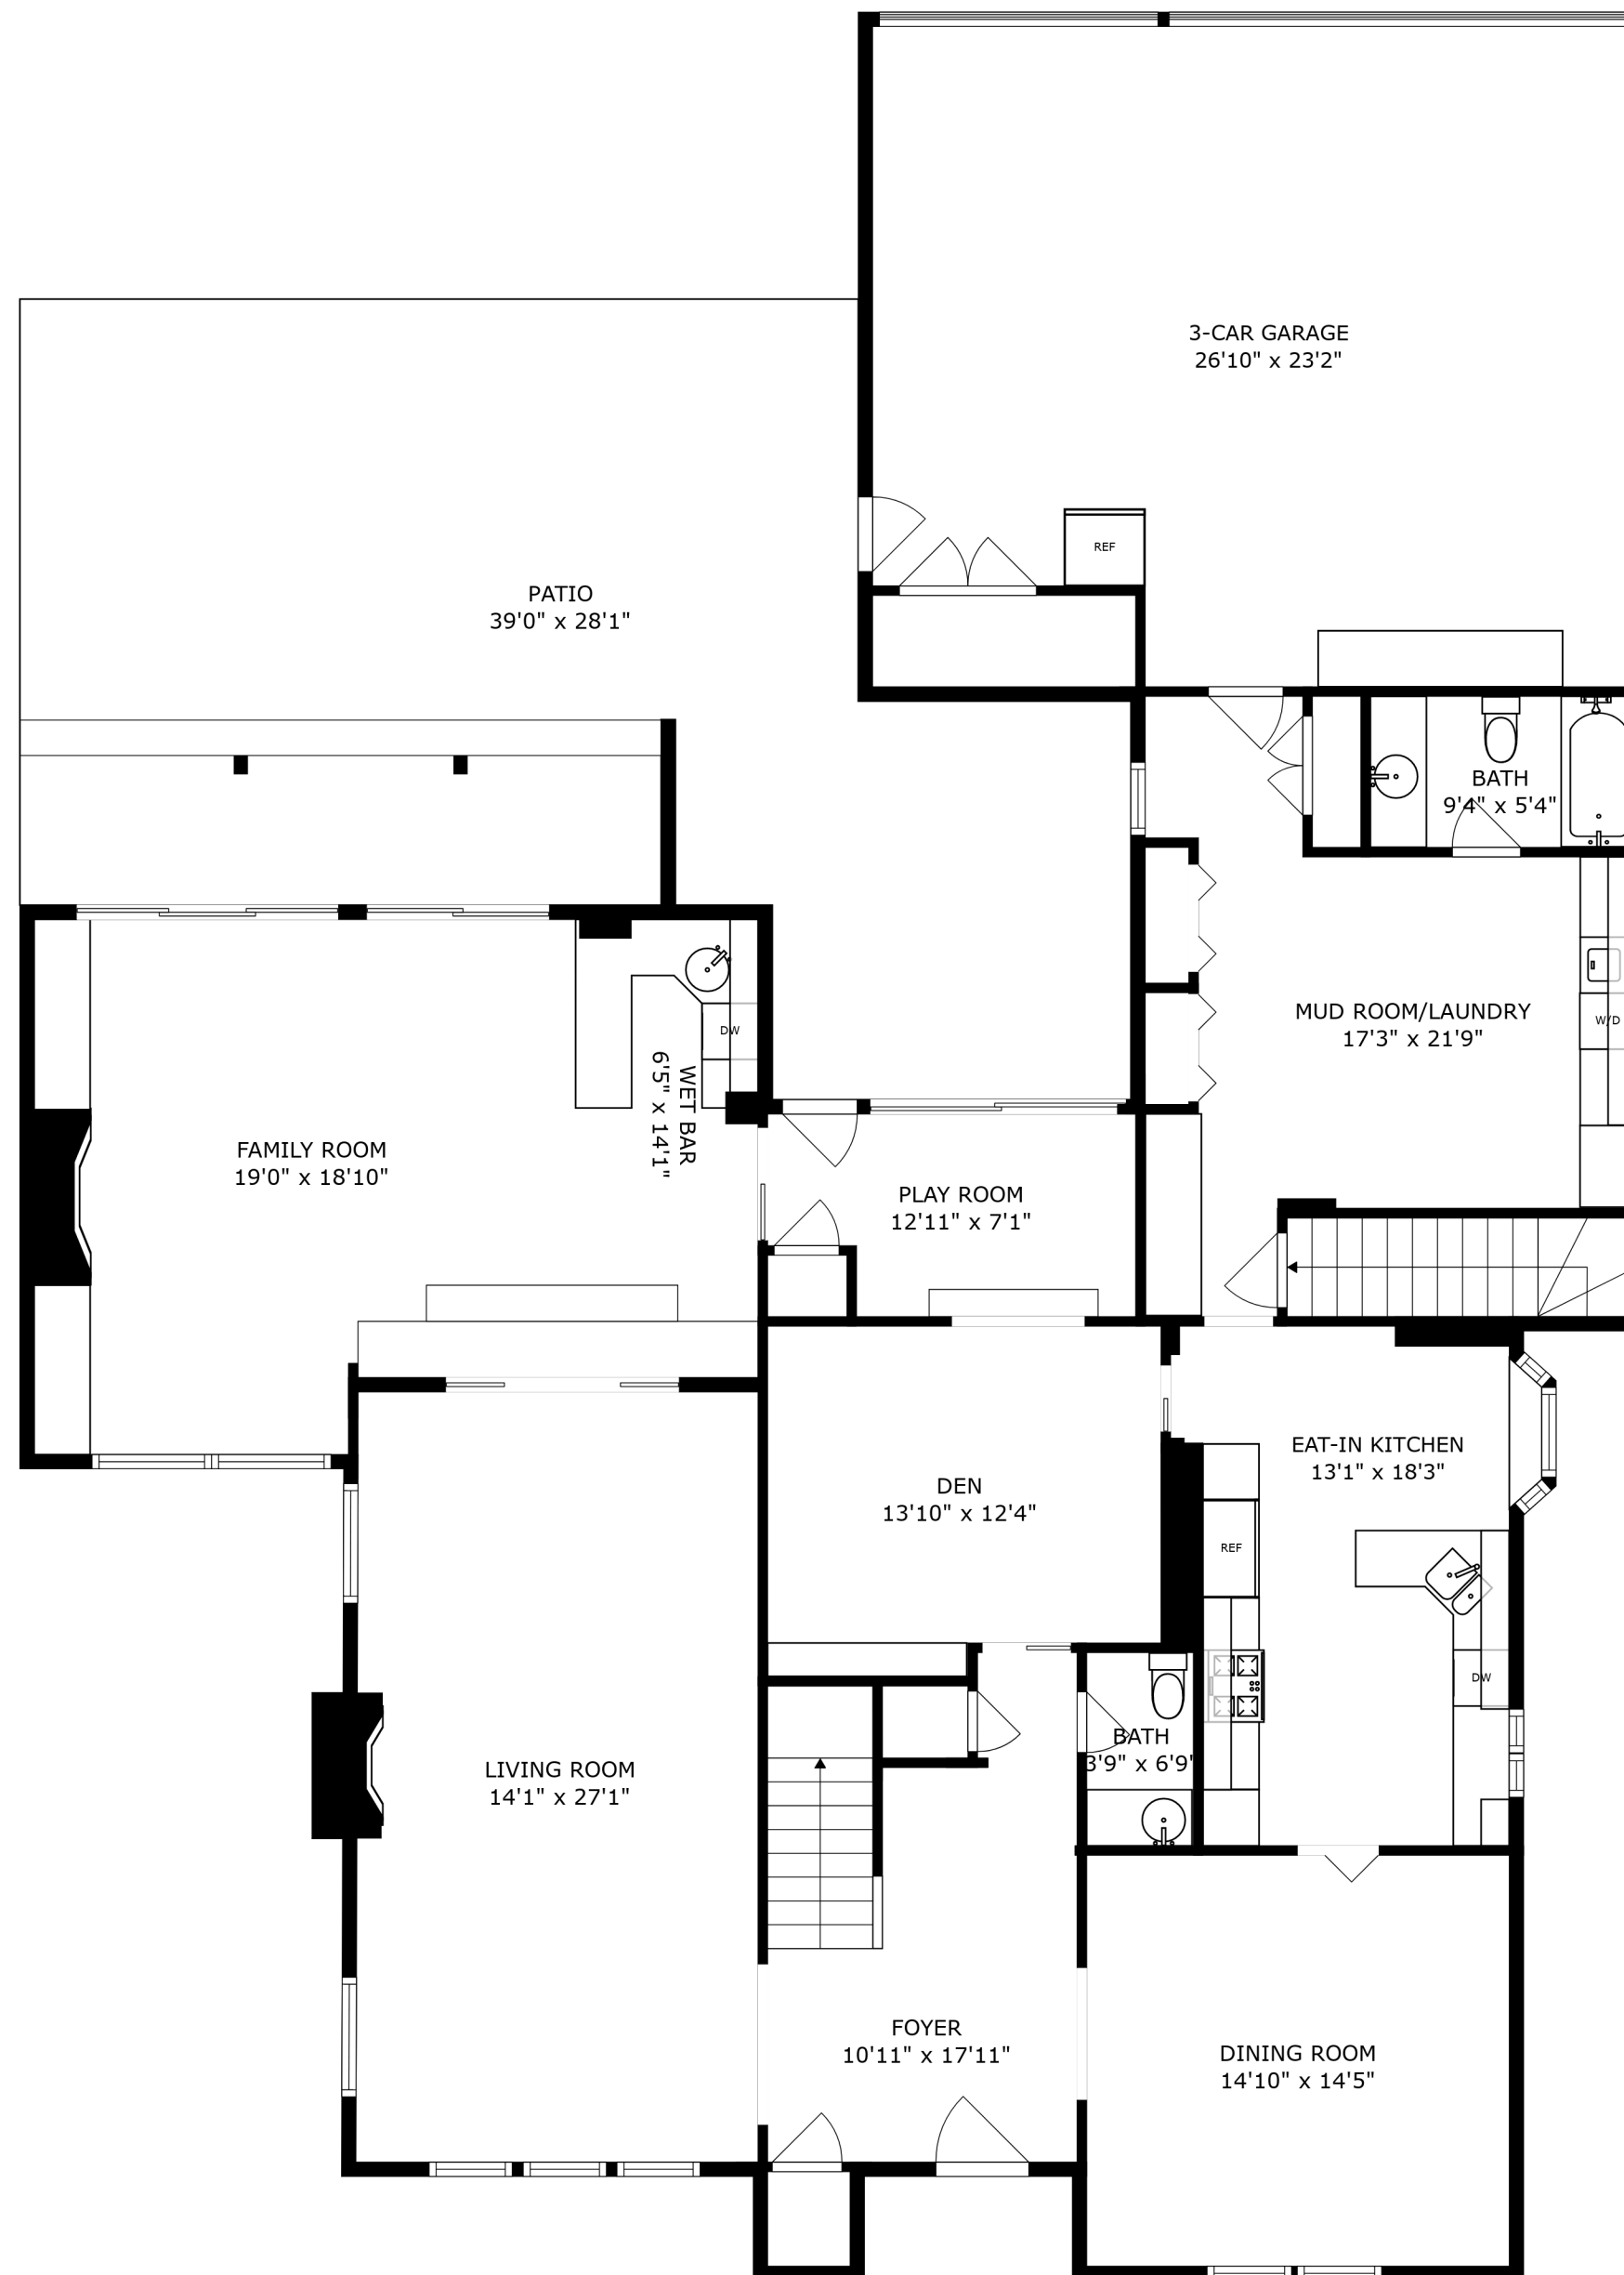 3-CAR GARAGE
26'10" x 23'2"
REF
PATIO
39'0" x 28'1"
BATH
9'4" x 5'4"
MUD ROOM/LAUNDRY
17'3" x 21'9"
W/D
DW
WET BAR
6'5" x 14'1"
FAMILY ROOM
19'0" x 18'10"
PLAY ROOM
12'11" x 7'1"
EAT-IN KITCHEN
13'1" x 18'3"
DEN
13'10" x 12'4"
REF
DW
BATH
3'9" x 6'9"
LIVING ROOM
14'1" x 27'1"
FOYER
10'11" x 17'11"
DINING ROOM
14'10" x 14'5"